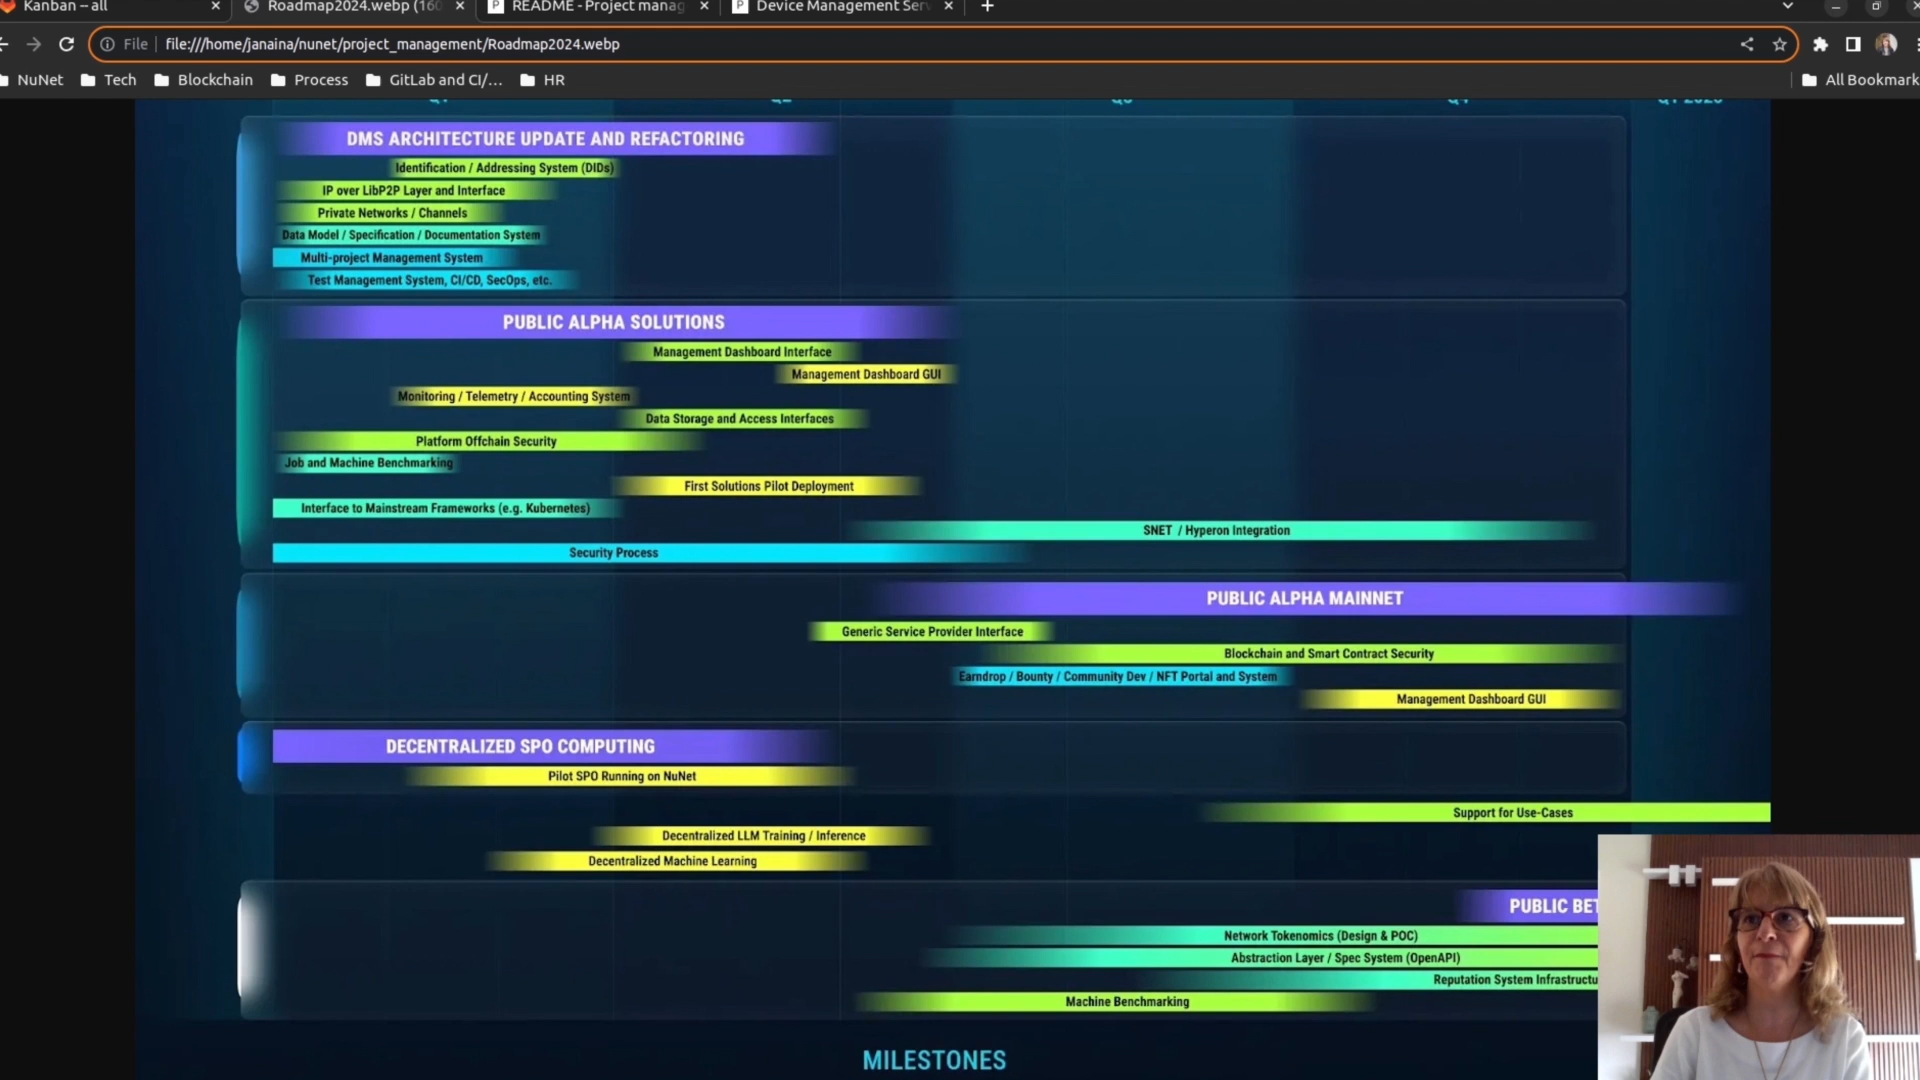 Kanban – all
Roadmap2024.webp (160
README - Project manag
Device Management Serv
File
file:///home/janaina/nunet/project_management/Roadmap2024.webp
NuNet
Tech
Blockchain
Process
GitLab and CI/...
HR
All Bookmark
DMS ARCHITECTURE UPDATE AND REFACTORING
Identification / Addressing System (DIDs)
IP over LibP2P Layer and Interface
Private Networks / Channels
Data Model / Specification / Documentation System
Multi-project Management System
Test Management System, CI/CD, SecOps, etc.
PUBLIC ALPHA SOLUTIONS
Management Dashboard Interface
Management Dashboard GUI
Monitoring / Telemetry / Accounting System
Data Storage and Access Interfaces
Platform Offchain Security
Job and Machine Benchmarking
First Solutions Pilot Deployment
Interface to Mainstream Frameworks (e.g. Kubernetes)
SNET / Hyperon Integration
Security Process
PUBLIC ALPHA MAINNET
Generic Service Provider Interface
Blockchain and Smart Contract Security
Earndrop / Bounty / Community Dev / NFT Portal and System
Management Dashboard GUI
DECENTRALIZED SPO COMPUTING
Pilot SPO Running on NuNet
Support for Use-Cases
Decentralized LLM Training / Inference
Decentralized Machine Learning
PUBLIC BET
Network Tokenomics (Design & POC)
Abstraction Layer / Spec System (OpenAPI)
Reputation System Infrastructu
Machine Benchmarking
MILESTONES